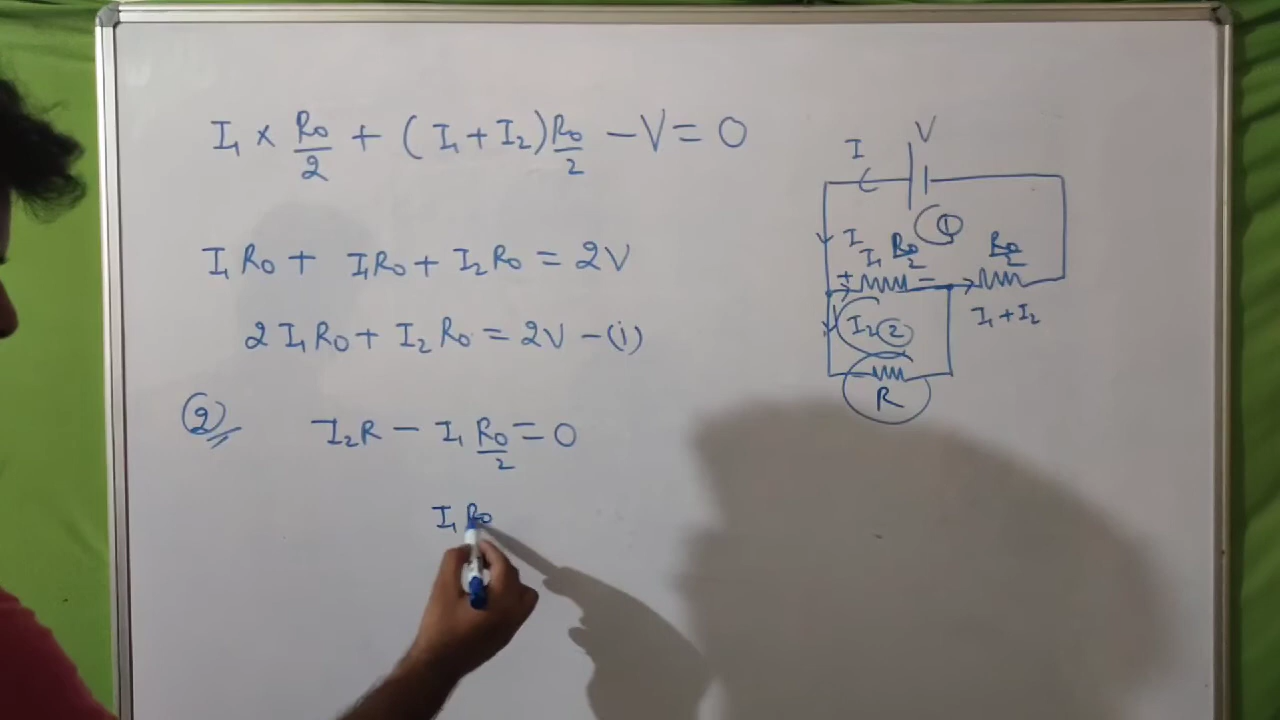 I₁ × R₀/2 + (I₁ + I₂) R₀/2 − V = 0
I₁R₀ + I₁R₀ + I₂R₀ = 2V
2I₁R₀ + I₂R₀ = 2V − (i)
② I₂R − I₁ R₀/2 = 0
I₁R₀
V
I
①
I
I₁ R₀/2
R₀/2
+ −
I₁ + I₂
I₂ ②
R